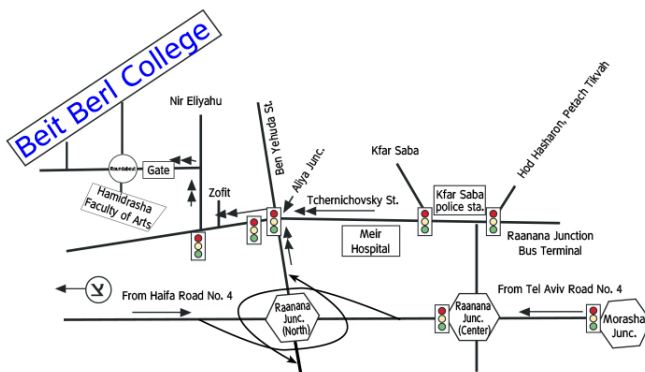 Beit Berl College
Nir Eliyahu
Ben Yehuda St.
Aliya Junc.
Kfar Saba
Hod Hasharon, Petach Tikvah
Roundabout
Gate
Hamidrasha
Faculty of Arts
Zofit
Tchernichovsky St.
Kfar Saba
police sta.
Meir
Hospital
Raanana Junction
Bus Terminal
צ
From Haifa Road No. 4
Raanana
Junc.
(North)
Raanana
Junc.
(Center)
From Tel Aviv Road No. 4
Morasha
Junc.